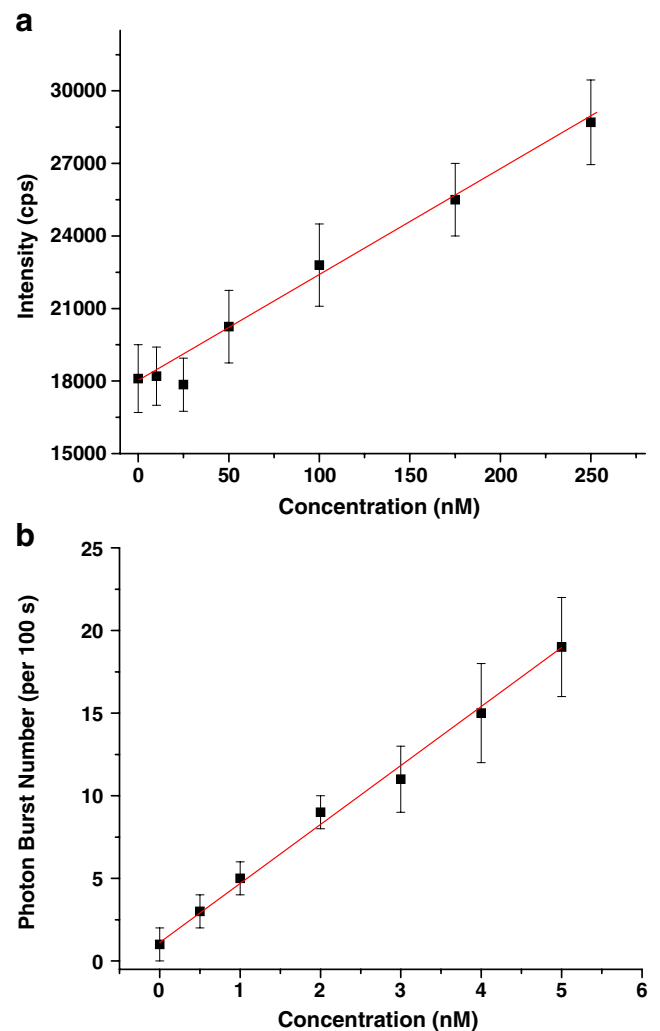 a
30000
27000
24000
21000
18000
15000
Intensity (cps)
0 50 100 150 200 250
Concentration (nM)
b
25
20
15
10
5
0
Photon Burst Number (per 100 s)
0 1 2 3 4 5 6
Concentration (nM)